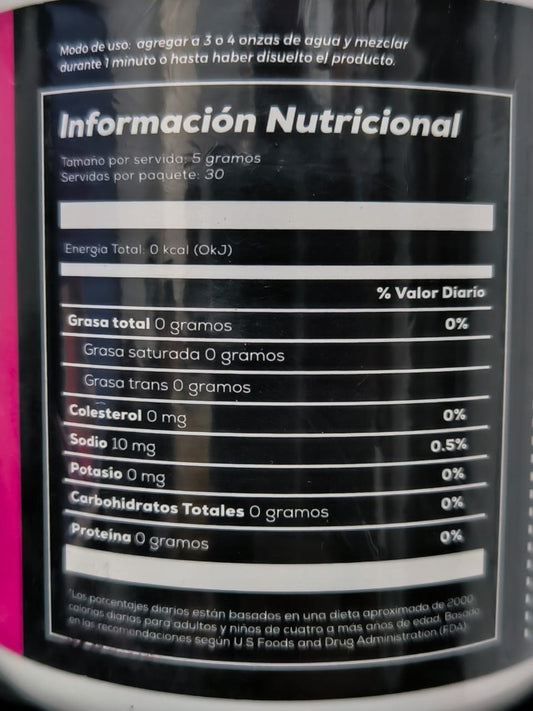 Modo de uso: agregar a 3 o 4 onzas de agua y mezclar
durante 1 minuto o hasta haber disuelto el producto.
Información Nutricional
Tamaño por servida: 5 gramos
Servidas por paquete: 30
Energia Total: 0 kcal (OkJ)
% Valor Diario
Grasa total 0 gramos 0%
Grasa saturada 0 gramos
Grasa trans 0 gramos
Colesterol 0 mg 0%
Sodio 10 mg 0.5%
Potasio 0 mg 0%
Carbohidratos Totales 0 gramos 0%
Proteína 0 gramos 0%
*Los porcentajes diarios están basados en una dieta aproximada de 2000
calorias diarias para adultos y niños de cuatro a más años de edad. Basado
en las recomendaciones según U S Foods and Drug Administration (FDA)